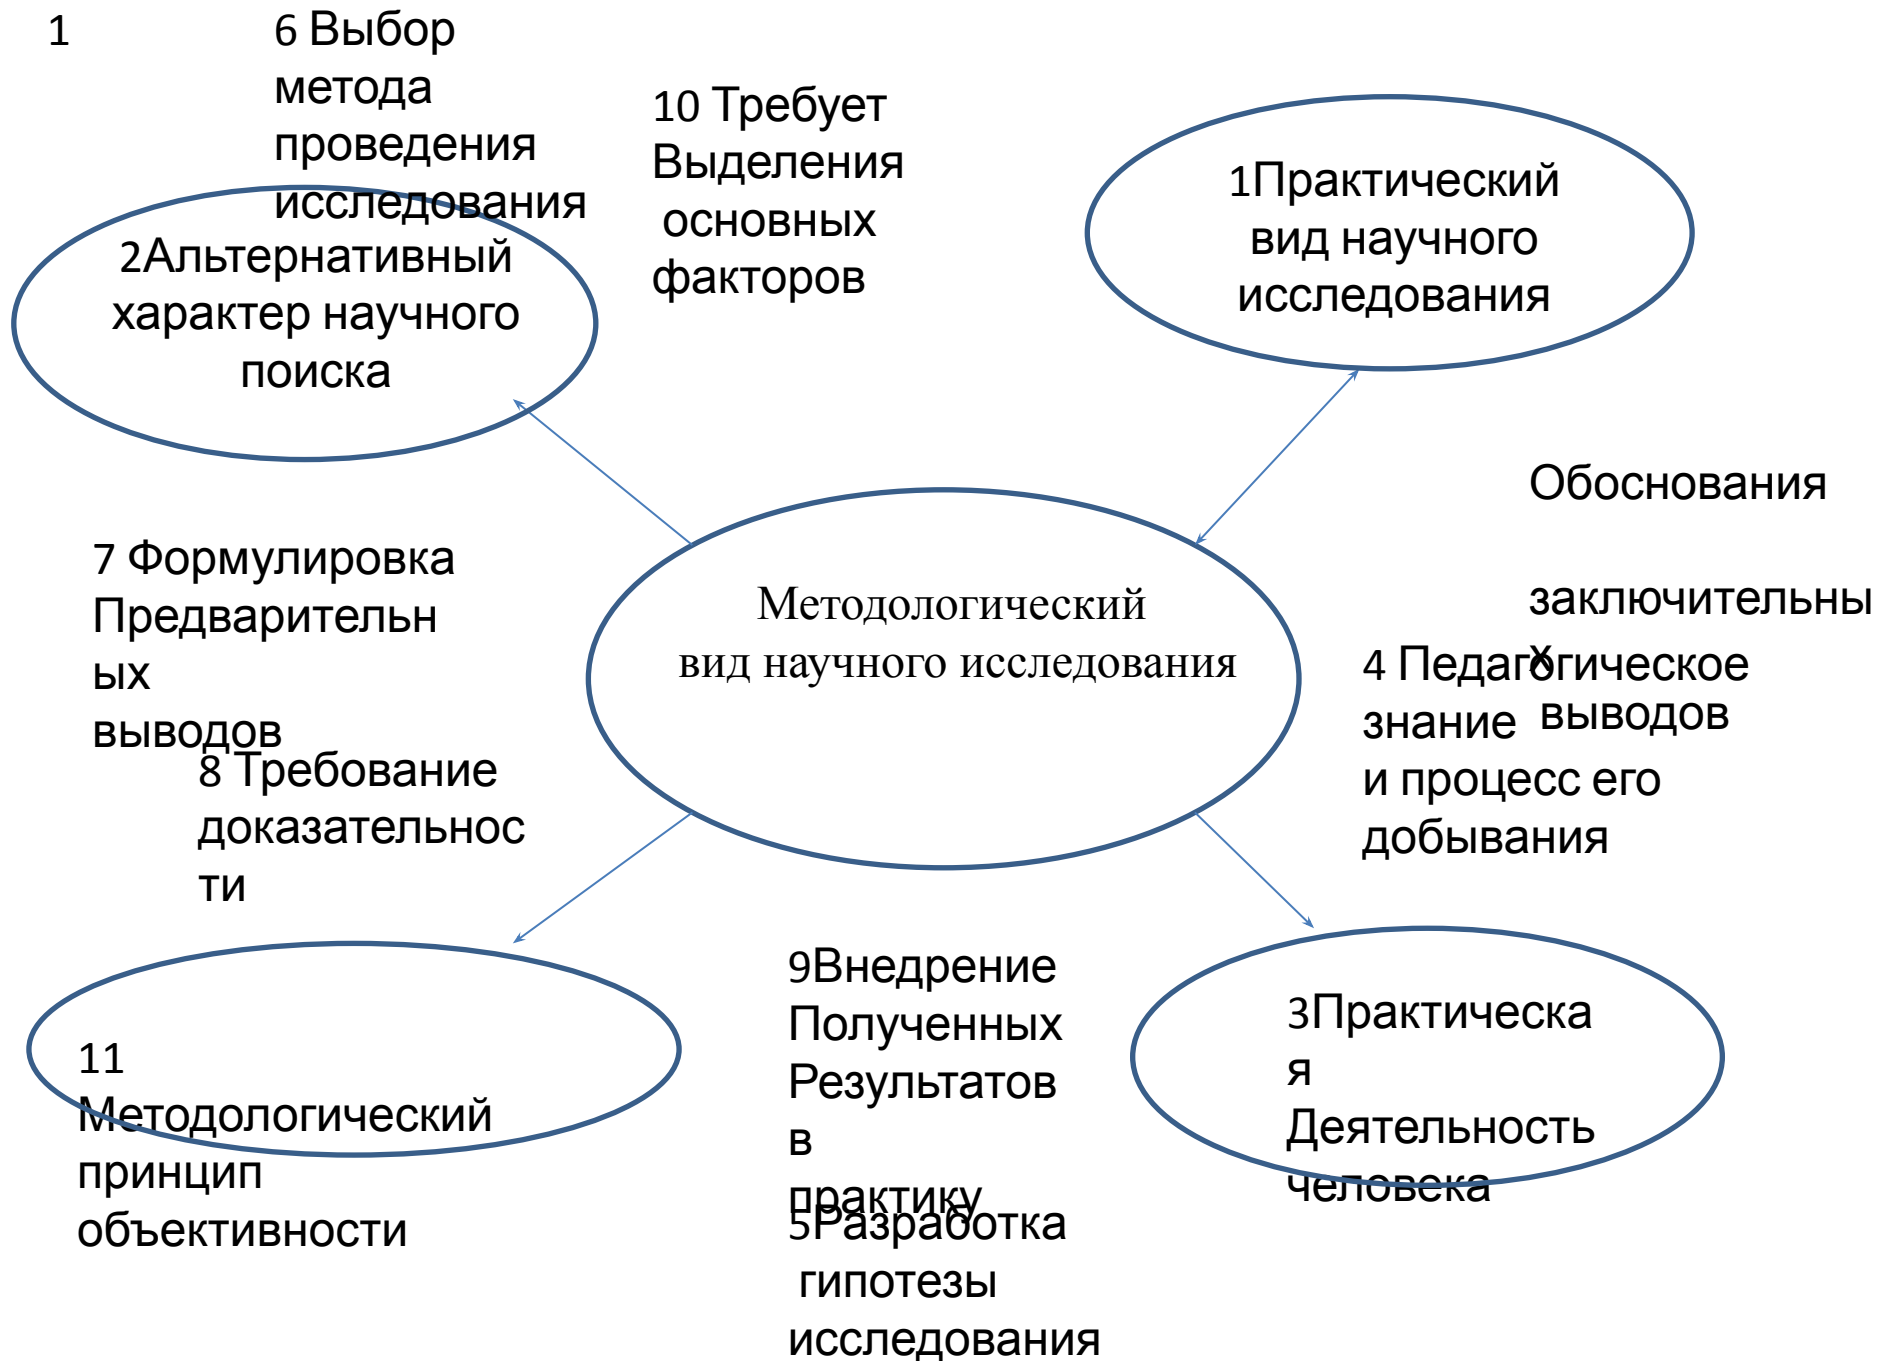 1
6 Выбор
метода
проведения
исследования
10 Требует
Выделения
основных
факторов
1Практический
вид научного
исследования
2Альтернативный
характер научного
поиска
Обоснования
заключительны
х
выводов
7 Формулировка
Предварительн
ых
выводов
Методологический
вид научного исследования
4 Педагогическое
знание
и процесс его
добывания
8 Требование
доказательнос
ти
9Внедрение
Полученных
Результатов
в
практику
3Практическа
я
Деятельность
человека
11
Методологический
принцип
объективности
5Разработка
гипотезы
исследования